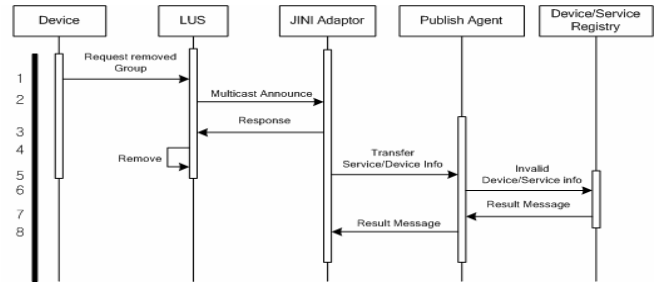 Device
LUS
JINI Adaptor
Publish Agent
Device/Service
Registry
Request removed
Group
1
2
Multicast Announce
3
Response
4
Remove
Transfer
Service/Device Info
5
Invalid
Device/Service info
6
7
Result Message
8
Result Message